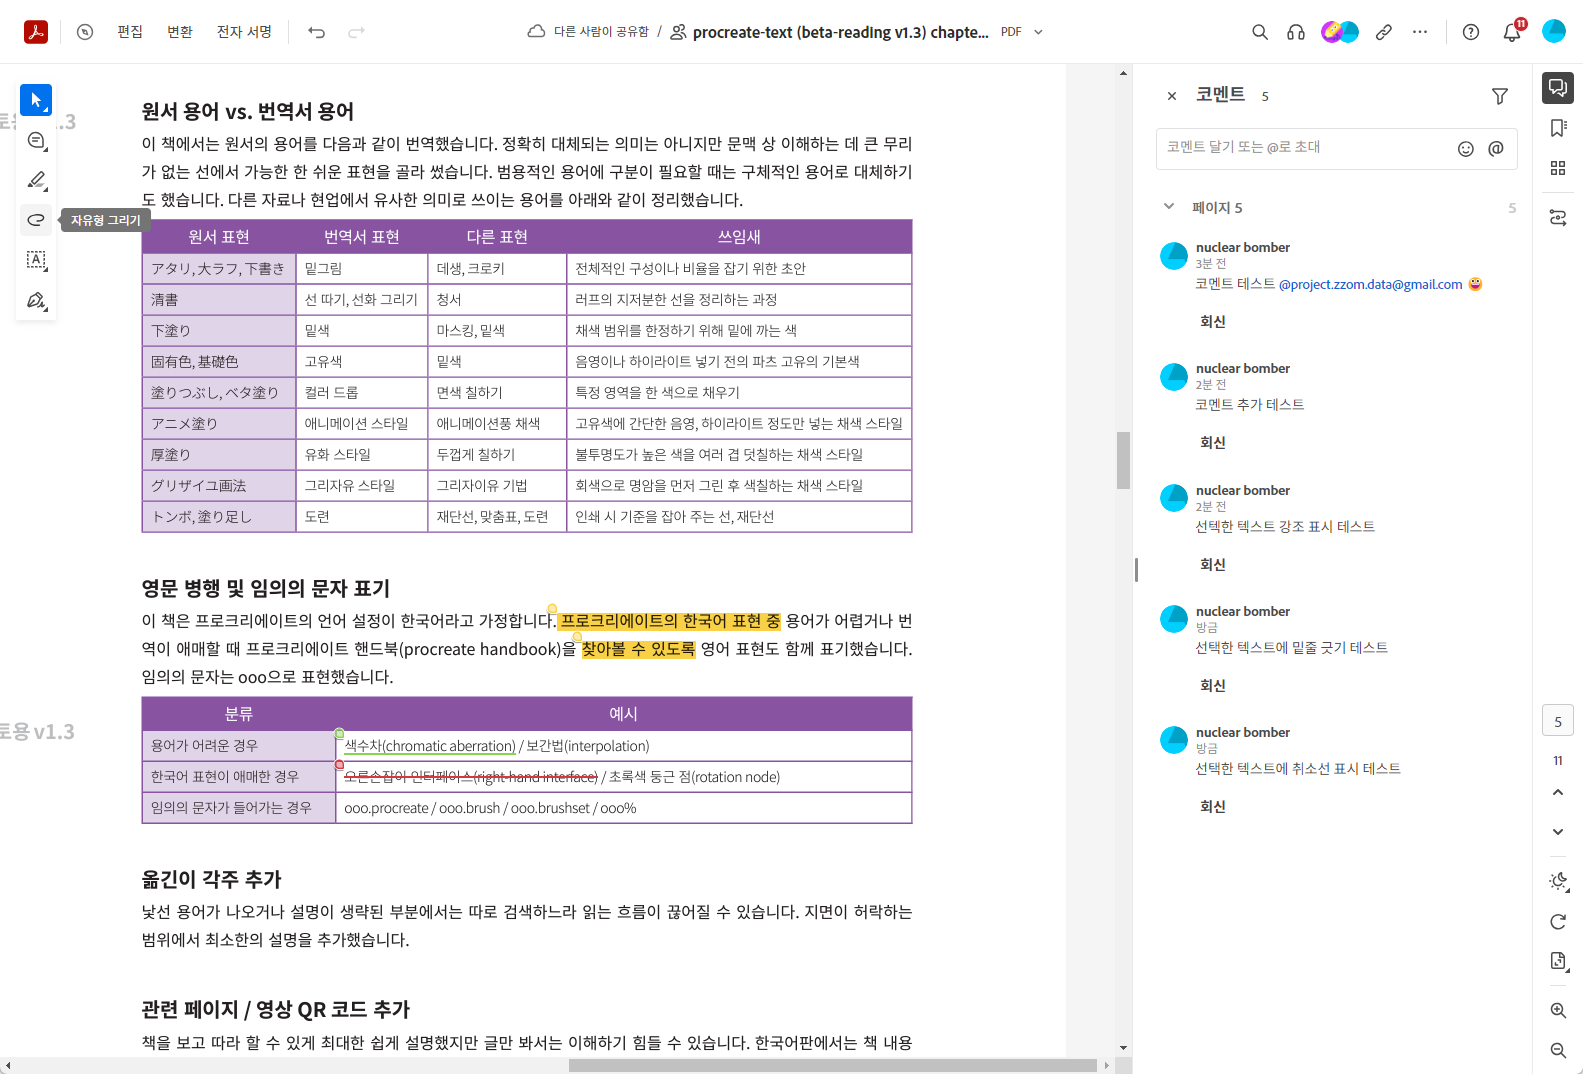 편집 변환 전자 서명 다른 사람이 공유함 / procreate-text (beta-reading v1.3) chapte... PDF 11
코멘트 5
코멘트 달기 또는 @로 초대
페이지 5 5
nuclear bomber
3분 전
코멘트 테스트 @project.zzom.data@gmail.com
회신
nuclear bomber
2분 전
코멘트 추가 테스트
회신
nuclear bomber
2분 전
선텍한 텍스트 강조 표시 테스트
회신
nuclear bomber
방금
선택한 텍스트에 밑줄 긋기 테스트
회신
nuclear bomber
방금
선택한 텍스트에 취소선 표시 테스트
회신
5
11
자유형 그리기
토용 v1.3
원서 용어 vs. 번역서 용어
이 책에서는 원서의 용어를 다음과 같이 번역했습니다. 정확히 대체되는 의미는 아니지만 문맥 상 이해하는 데 큰 무리
가 없는 선에서 가능한 한 쉬운 표현을 골라 썼습니다. 범용적인 용어에 구분이 필요할 때는 구체적인 용어로 대체하기
도 했습니다. 다른 자료나 현업에서 유사한 의미로 쓰이는 용어를 아래와 같이 정리했습니다.
원서 표현 번역서 표현 다른 표현 쓰임새
アタリ, 大ラフ, 下書き 밑그림 데생, 크로키 전체적인 구성이나 비율을 잡기 위한 초안
清書 선 따기, 선화 그리기 청서 러프의 지저분한 선을 정리하는 과정
下塗り 밑색 마스킹, 밑색 채색 범위를 한정하기 위해 밑에 까는 색
固有色, 基礎色 고유색 밑색 음영이나 하이라이트 넣기 전의 파츠 고유의 기본색
塗りつぶし, ベタ塗り 컬러 드롭 면색 칠하기 특정 영역을 한 색으로 채우기
アニメ塗り 애니메이션 스타일 애니메이션풍 채색 고유색에 간단한 음영, 하이라이트 정도만 넣는 채색 스타일
厚塗り 유화 스타일 두껍게 칠하기 불투명도가 높은 색을 여러 겹 덧칠하는 채색 스타일
グリザイユ画法 그리자유 스타일 그리자이유 기법 회색으로 명암을 먼저 그린 후 색칠하는 채색 스타일
トンボ, 塗り足し 도련 재단선, 맞춤표, 도련 인쇄 시 기준을 잡아 주는 선, 재단선
영문 병행 및 임의의 문자 표기
이 책은 프로크리에이트의 언어 설정이 한국어라고 가정합니다. 프로크리에이트의 한국어 표현 중 용어가 어렵거나 번
역이 애매할 때 프로크리에이트 핸드북(procreate handbook)을 찾아볼 수 있도록 영어 표현도 함께 표기했습니다.
임의의 문자는 ooo으로 표현했습니다.
분류 예시
용어가 어려운 경우 색수차(chromatic aberration) / 보간법(interpolation)
한국어 표현이 애매한 경우 오른손잡이 인터페이스(right-hand interface) / 초록색 둥근 점(rotation node)
임의의 문자가 들어가는 경우 ooo.procreate / ooo.brush / ooo.brushset / ooo%
옮긴이 각주 추가
낯선 용어가 나오거나 설명이 생략된 부분에서는 따로 검색하느라 읽는 흐름이 끊어질 수 있습니다. 지면이 허락하는
범위에서 최소한의 설명을 추가했습니다.
관련 페이지 / 영상 QR 코드 추가
책을 보고 따라 할 수 있게 최대한 쉽게 설명했지만 글만 봐서는 이해하기 힘들 수 있습니다. 한국어판에서는 책 내용